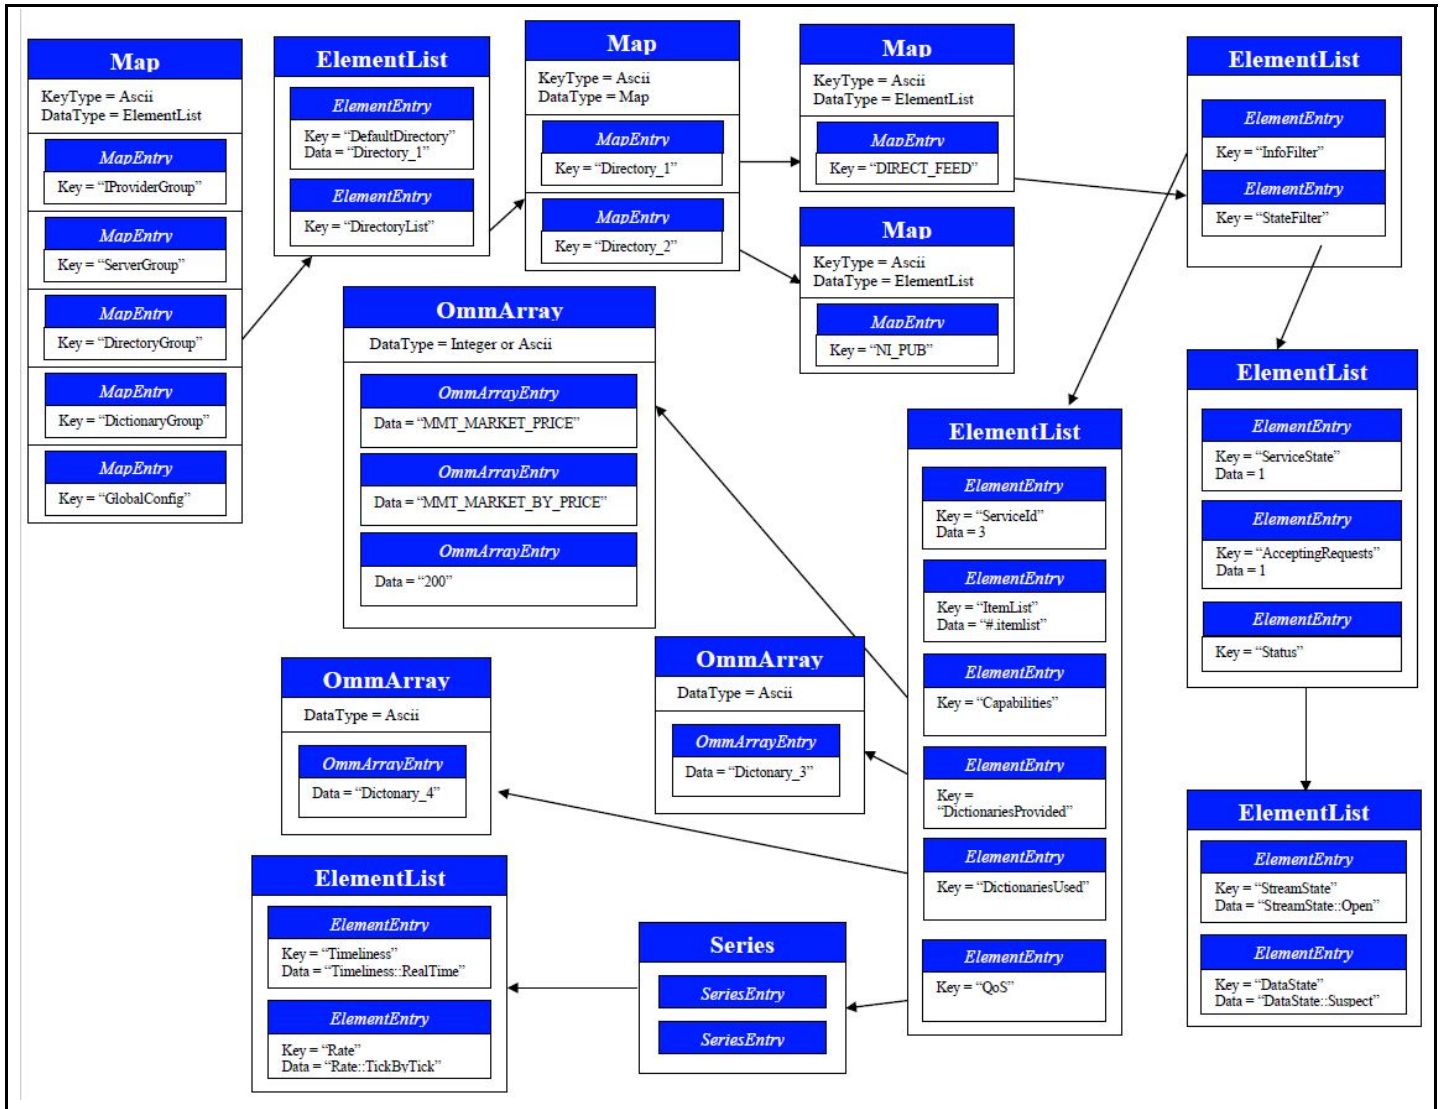 Map
KeyType = Ascii
DataType = ElementList
MapEntry
Key = “IProviderGroup”
MapEntry
Key = “ServerGroup”
MapEntry
Key = “DirectoryGroup”
MapEntry
Key = “DictionaryGroup”
MapEntry
Key = “GlobalConfig”
ElementList
ElementEntry
Key = “DefaultDirectory”
Data = “Directory_1”
ElementEntry
Key = “DirectoryList”
Map
KeyType = Ascii
DataType = Map
MapEntry
Key = “Directory_1”
MapEntry
Key = “Directory_2”
Map
KeyType = Ascii
DataType = ElementList
MapEntry
Key = “DIRECT_FEED”
Map
KeyType = Ascii
DataType = ElementList
MapEntry
Key = “NI_PUB”
ElementList
ElementEntry
Key = “InfoFilter”
ElementEntry
Key = “StateFilter”
OmmArray
DataType = Integer or Ascii
OmmArrayEntry
Data = “MMT_MARKET_PRICE”
OmmArrayEntry
Data = “MMT_MARKET_BY_PRICE”
OmmArrayEntry
Data = “200”
ElementList
ElementEntry
Key = “ServiceState”
Data = 1
ElementEntry
Key = “AcceptingRequests”
Data = 1
ElementEntry
Key = “Status”
ElementList
ElementEntry
Key = “ServiceId”
Data = 3
ElementEntry
Key = “ItemList”
Data = “#.itemlist”
ElementEntry
Key = “Capabilities”
ElementEntry
Key =
“DictionariesProvided”
ElementEntry
Key = “DictionariesUsed”
ElementEntry
Key = “QoS”
OmmArray
DataType = Ascii
OmmArrayEntry
Data = “Dictonary_3”
OmmArray
DataType = Ascii
OmmArrayEntry
Data = “Dictonary_4”
ElementList
ElementEntry
Key = “StreamState”
Data = “StreamState::Open”
ElementEntry
Key = “DataState”
Data = “DataState::Suspect”
ElementList
ElementEntry
Key = “Timeliness”
Data = “Timeliness::RealTime”
ElementEntry
Key = “Rate”
Data = “Rate::TickByTick”
Series
SeriesEntry
SeriesEntry